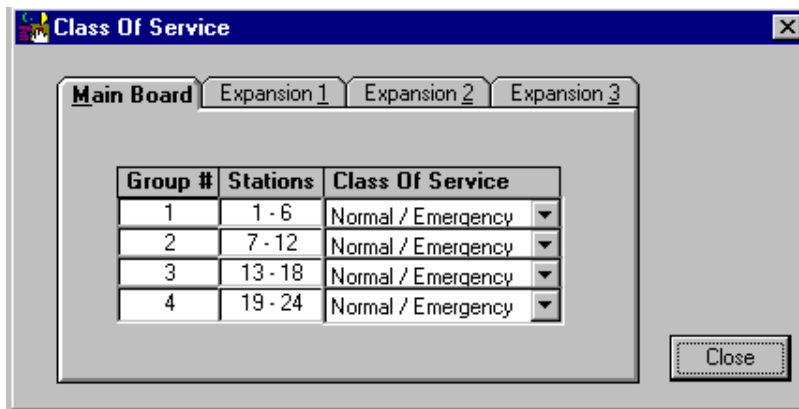 Class Of Service
Main Board Expansion 1 Expansion 2 Expansion 3
Group # Stations Class Of Service
1 1 - 6 Normal / Emergency
2 7 - 12 Normal / Emergency
3 13 - 18 Normal / Emergency
4 19 - 24 Normal / Emergency
Close